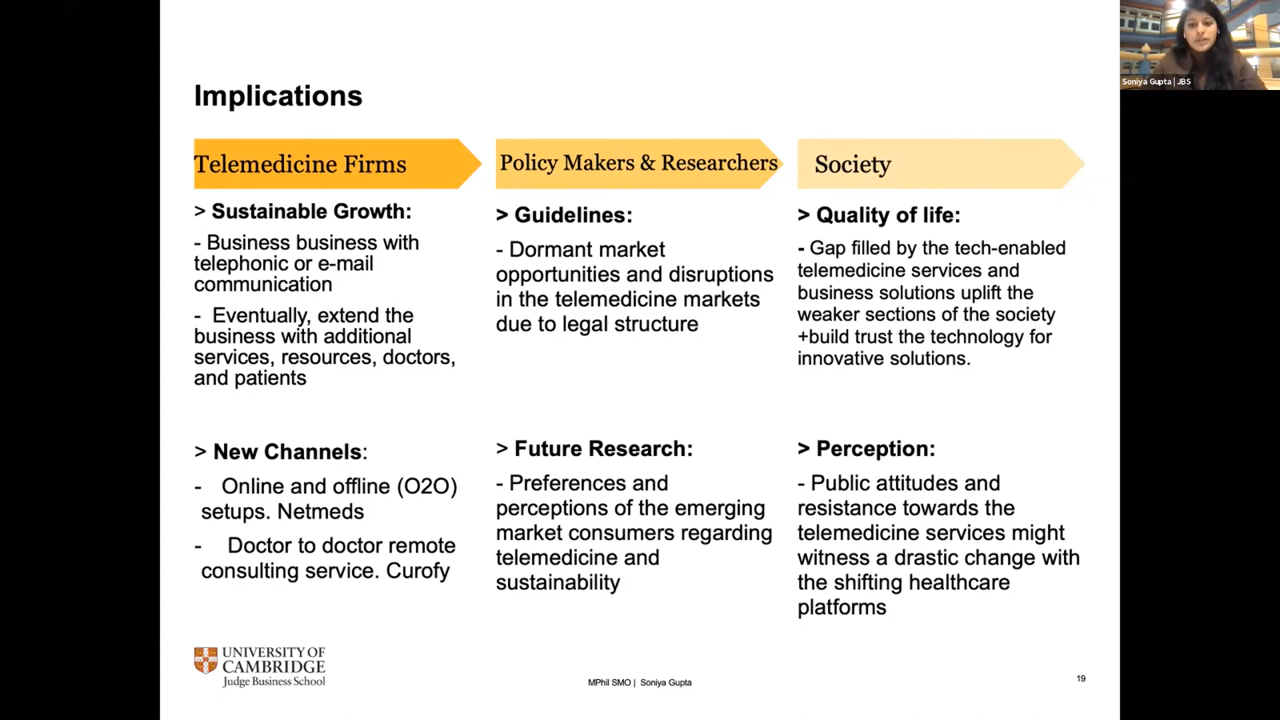 Soniya Gupta | JBS
Implications
Telemedicine Firms
> Sustainable Growth:
- Business business with
telephonic or e-mail
communication
- Eventually, extend the
business with additional
services, resources, doctors,
and patients
> New Channels:
- Online and offline (O2O)
setups. Netmeds
- Doctor to doctor remote
consulting service. Curofy
Policy Makers & Researchers
> Guidelines:
- Dormant market
opportunities and disruptions
in the telemedicine markets
due to legal structure
> Future Research:
- Preferences and
perceptions of the emerging
market consumers regarding
telemedicine and
sustainability
Society
> Quality of life:
- Gap filled by the tech-enabled
telemedicine services and
business solutions uplift the
weaker sections of the society
+build trust the technology for
innovative solutions.
> Perception:
- Public attitudes and
resistance towards the
telemedicine services might
witness a drastic change with
the shifting healthcare
platforms
UNIVERSITY OF
CAMBRIDGE
Judge Business School
MPhil SMO | Soniya Gupta
19